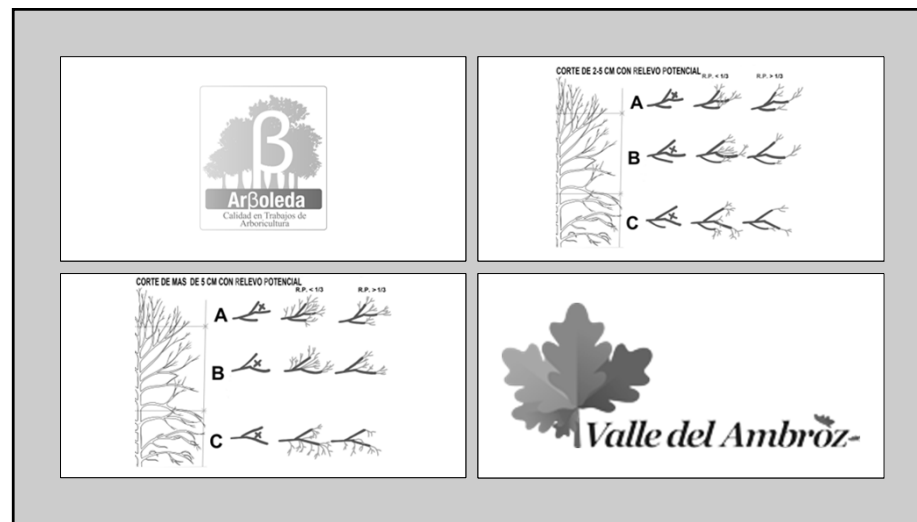 β
Arβoleda
Calidad en Trabajos de
Arboricultura
CORTE DE 2-5 CM CON RELEVO POTENCIAL
R.P. < 1/3
R.P. > 1/3
A
B
C
CORTE DE MAS DE 5 CM CON RELEVO POTENCIAL
R.P. < 1/3
R.P. > 1/3
A
B
C
Valle del Ambroz